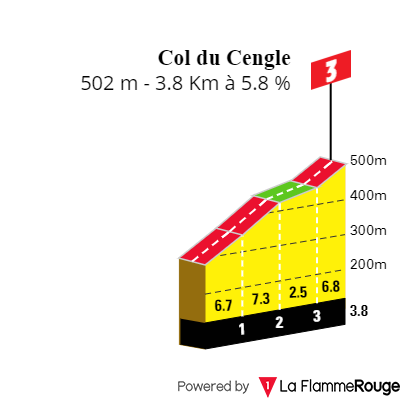 Col du Cengle
502 m - 3.8 Km à 5.8 %
3
500m
400m
300m
200m
6.7 7.3 2.5 6.8
1 2 3 3.8
Powered by 1 La FlammeRouge